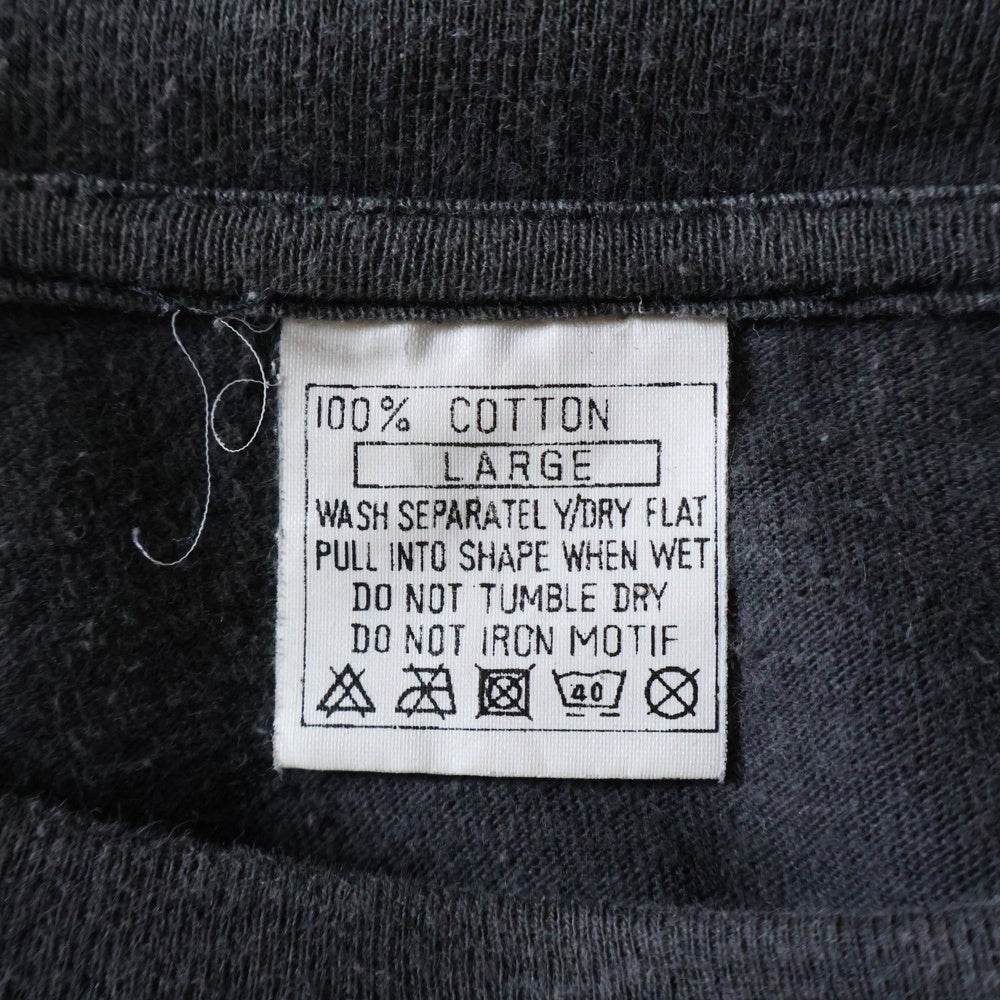 100% COTTON
LARGE
WASH SEPARATELY/DRY FLAT
PULL INTO SHAPE WHEN WET
DO NOT TUMBLE DRY
DO NOT IRON MOTIF
40